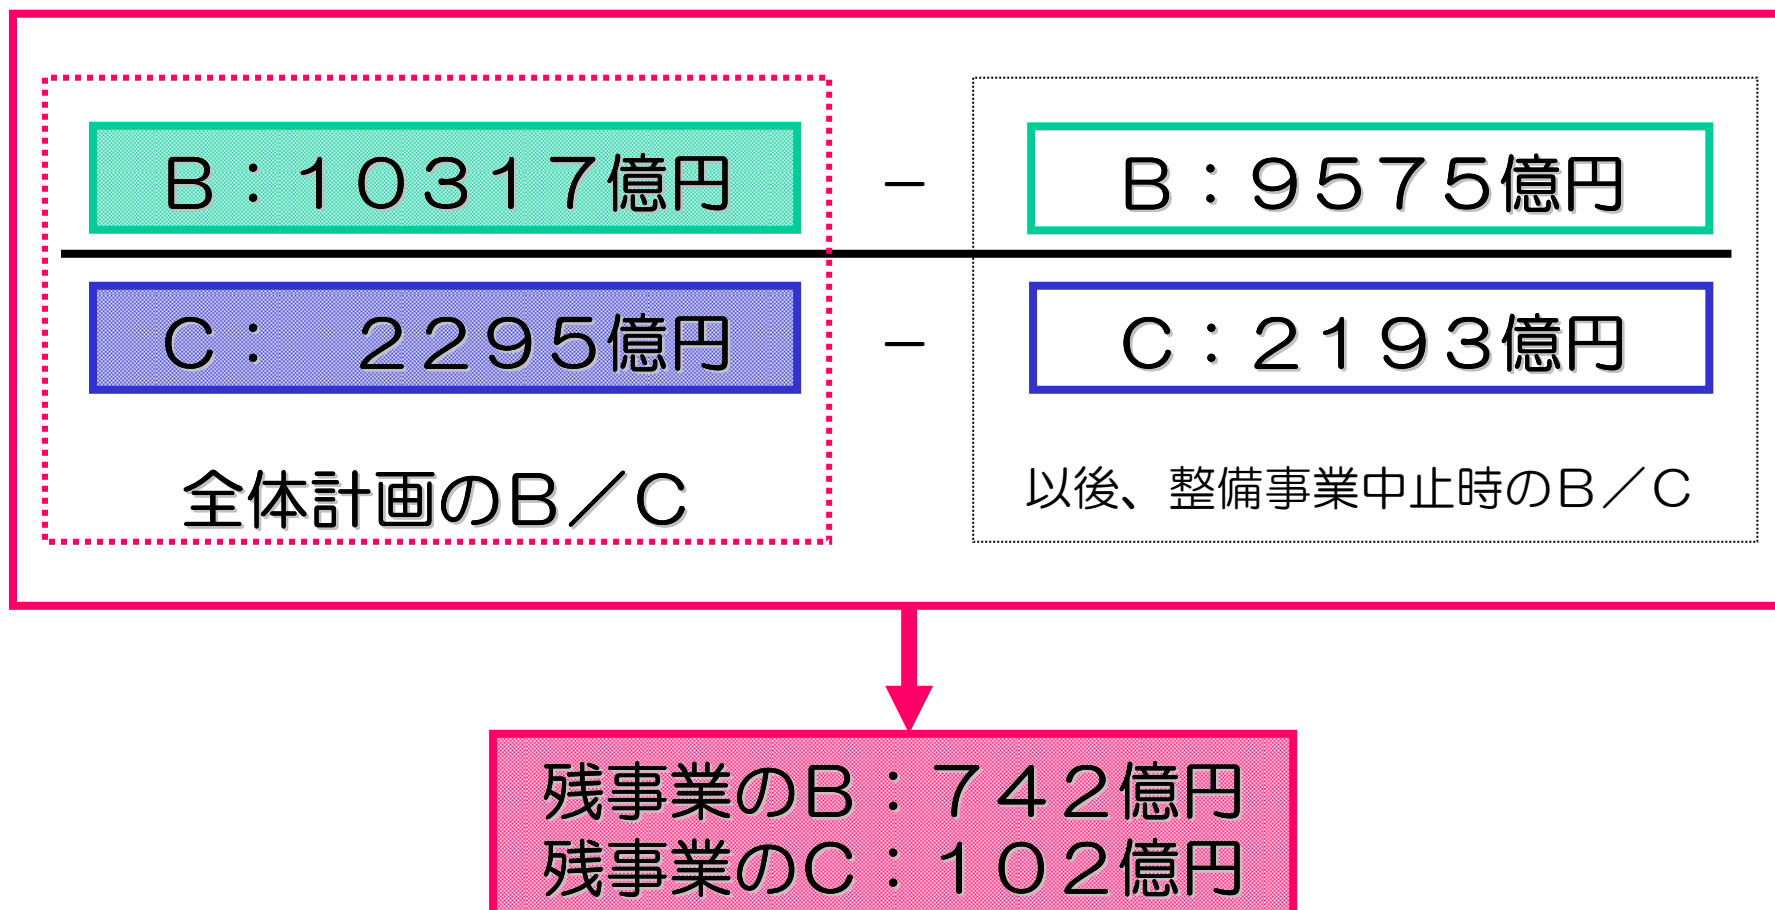 B：10317億円 － B：9575億円
C：　2295億円 － C：2193億円
全体計画のB／C
以後、整備事業中止時のB／C
残事業のB：742億円
残事業のC：102億円